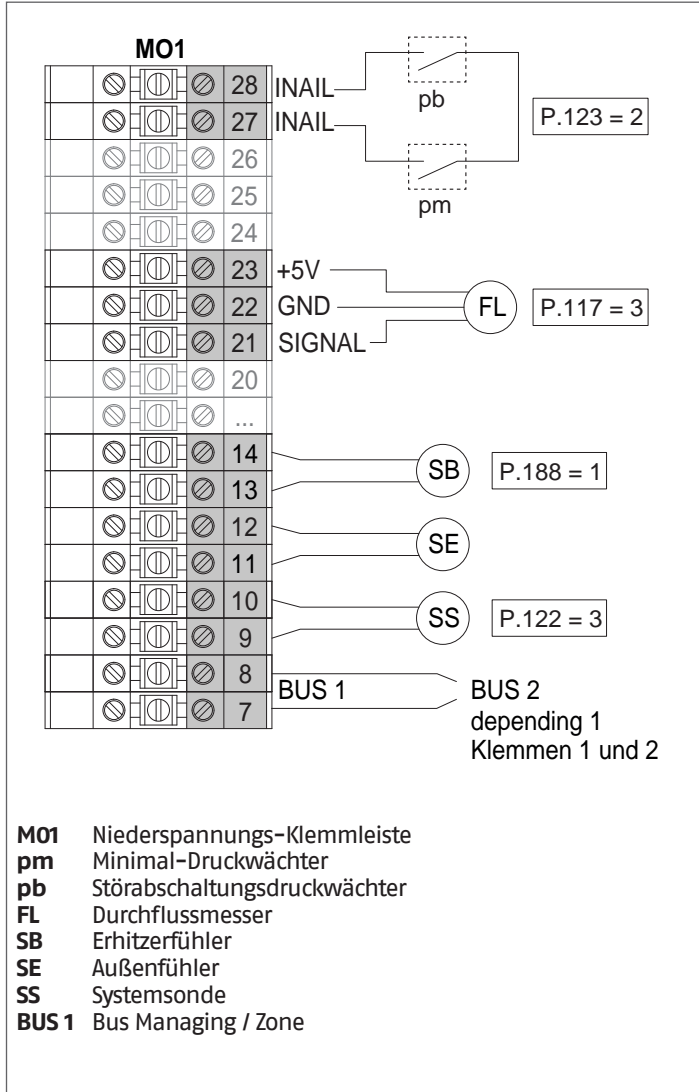 MO1
28 INAIL
pb
27 INAIL
P.123 = 2
26
pm
25
24
23 +5V
22 GND FL P.117 = 3
21 SIGNAL
20
...
14
SB P.188 = 1
13
12
SE
11
10
SS P.122 = 3
9
8
BUS 1 BUS 2
7
depending 1
Klemmen 1 und 2
M01 Niederspannungs-Klemmleiste
pm Minimal-Druckwächter
pb Störabschaltungsdruckwächter
FL Durchflussmesser
SB Erhitzerfühler
SE Außenfühler
SS Systemsonde
BUS 1 Bus Managing / Zone